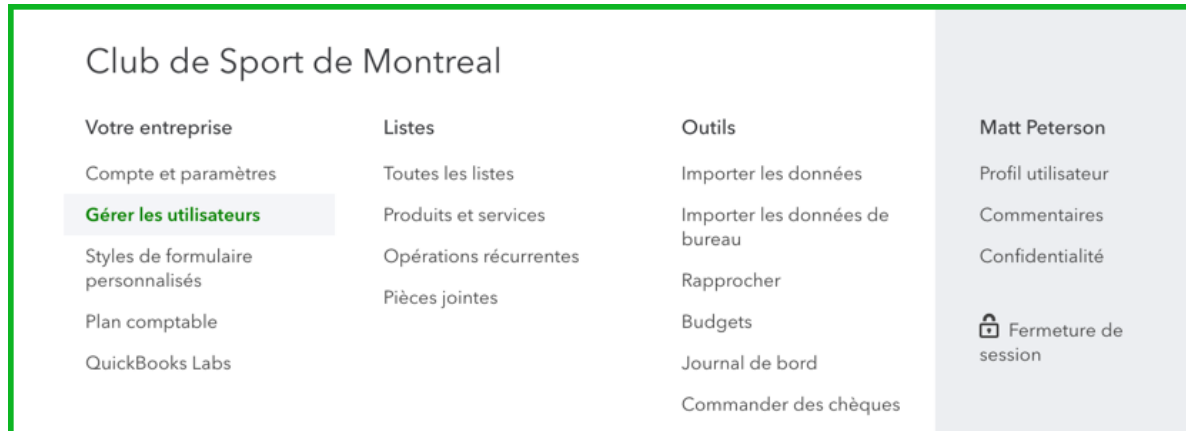 Club de Sport de Montreal
Votre entreprise
Compte et paramètres
Gérer les utilisateurs
Styles de formulaire
personnalisés
Plan comptable
QuickBooks Labs
Listes
Toutes les listes
Produits et services
Opérations récurrentes
Pièces jointes
Outils
Importer les données
Importer les données de
bureau
Rapprocher
Budgets
Journal de bord
Commander des chèques
Matt Peterson
Profil utilisateur
Commentaires
Confidentialité
Fermeture de
session